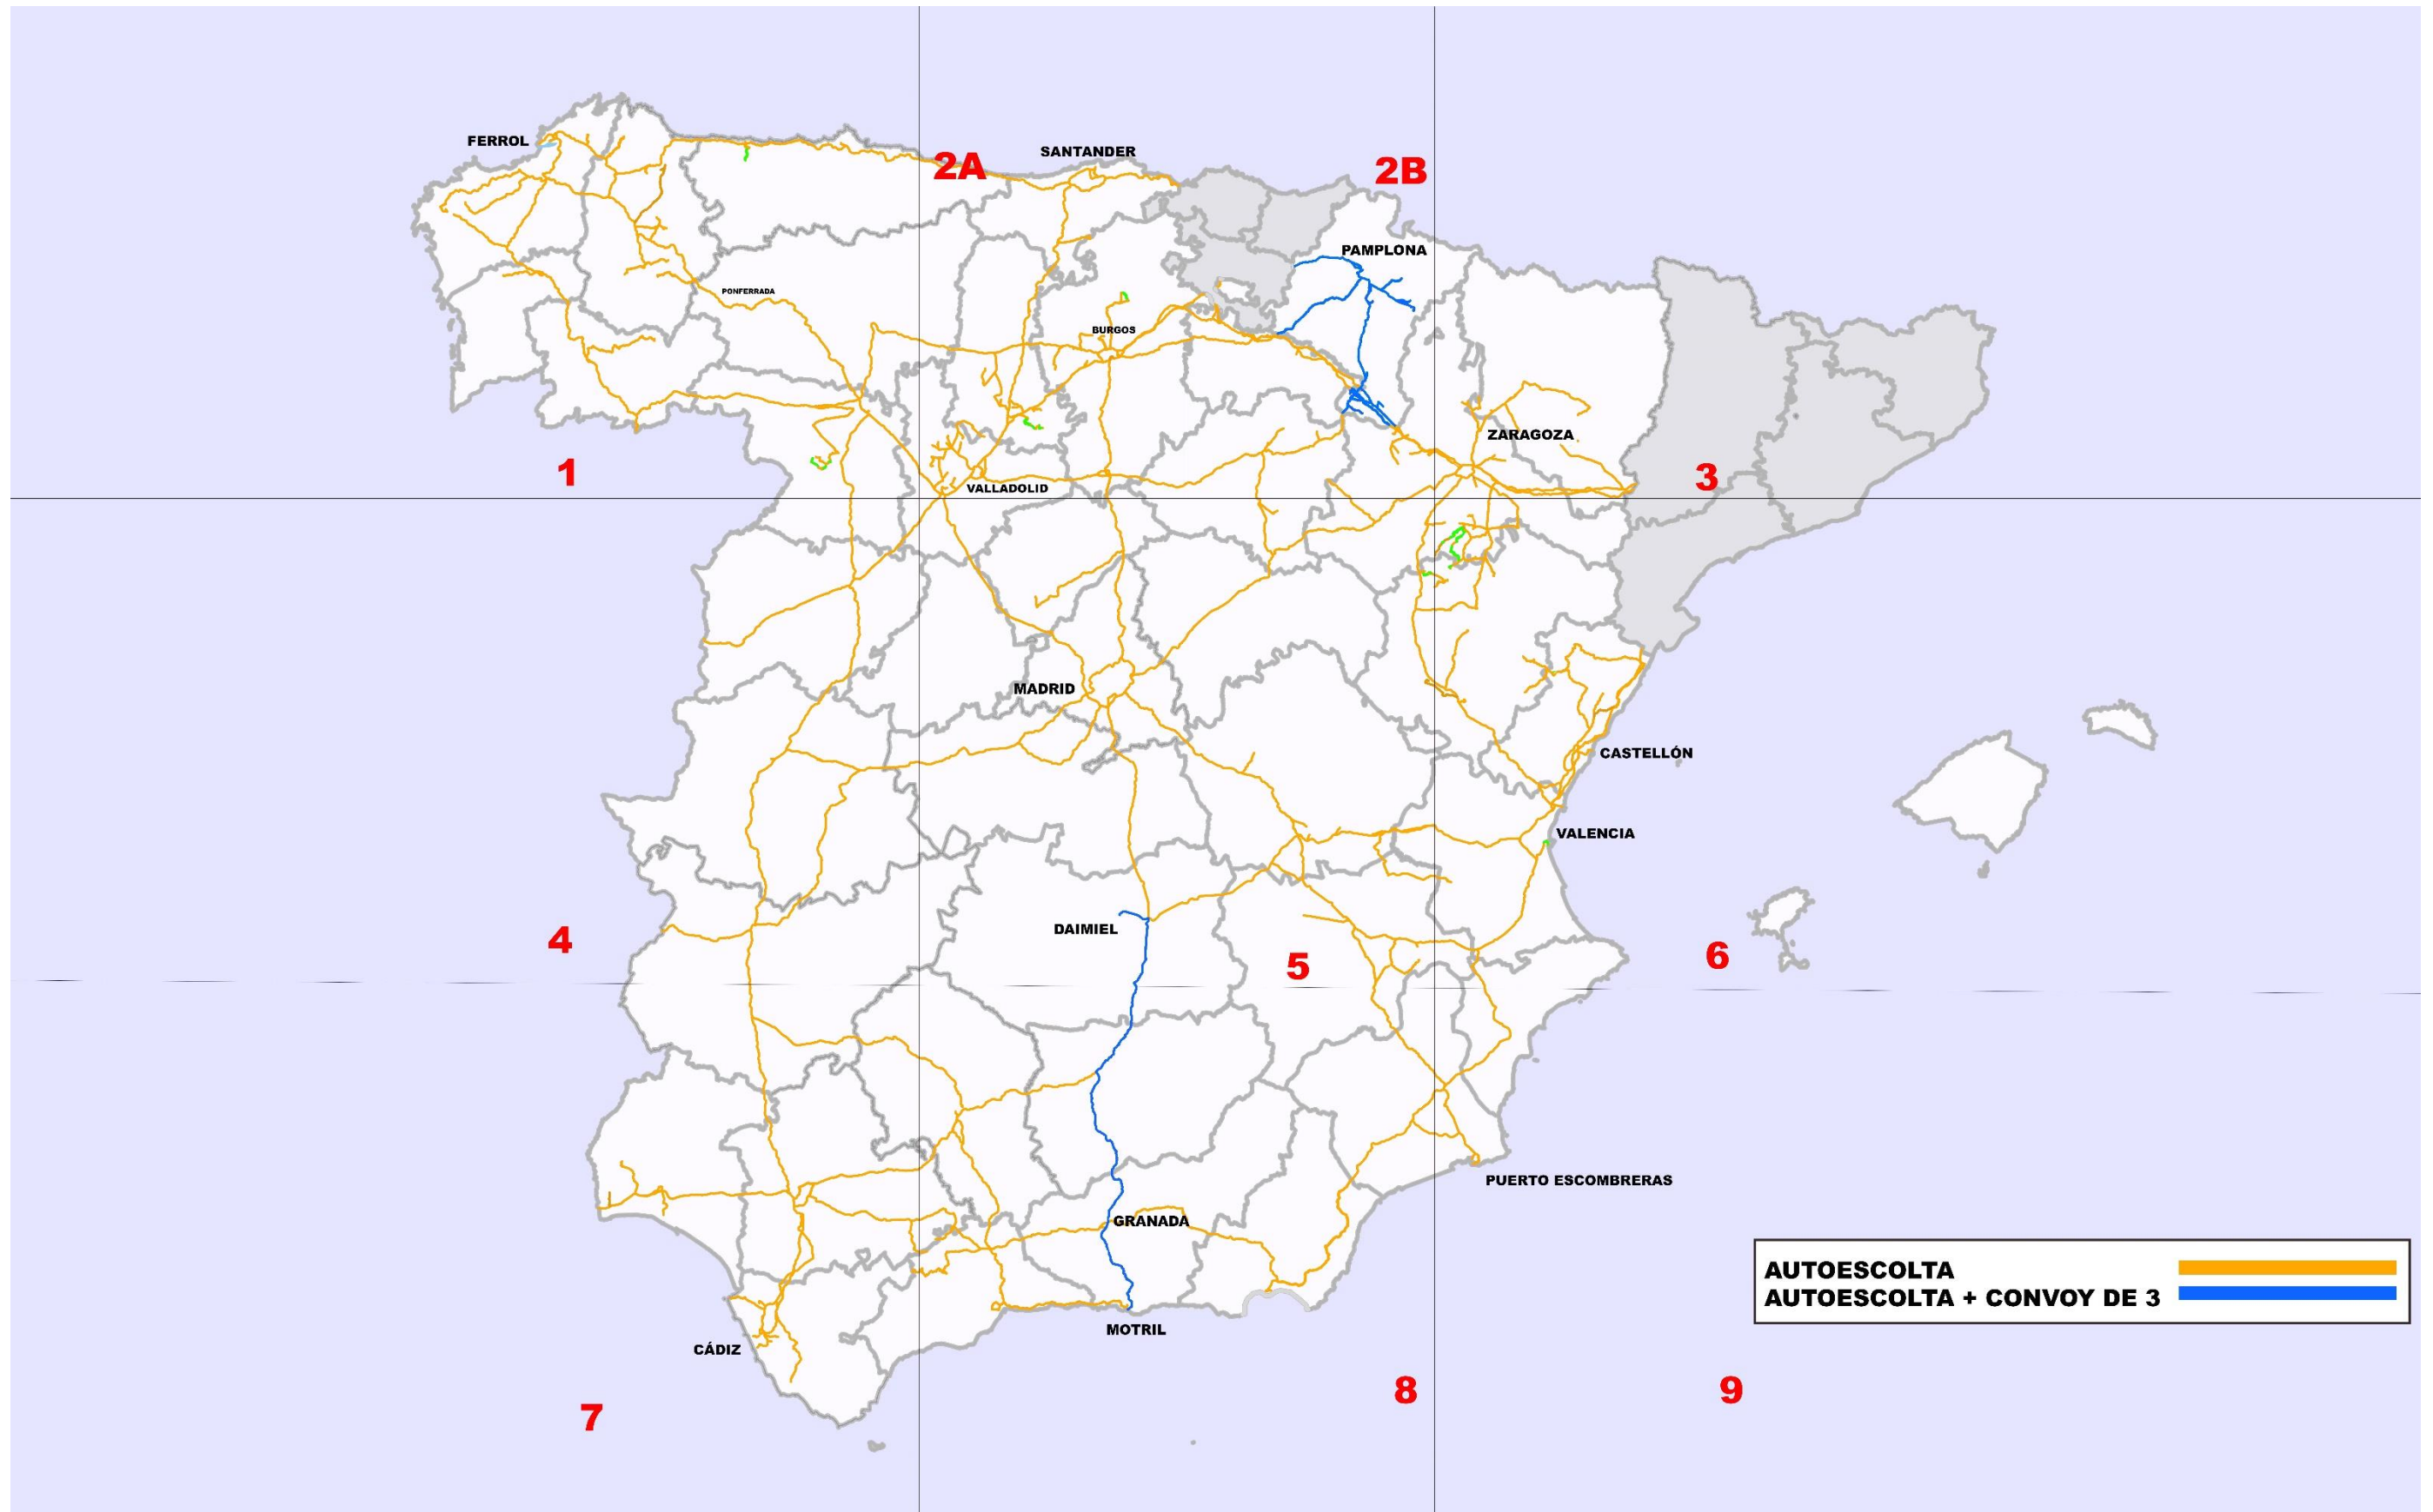 FERROL
SANTANDER
2A
2B
PAMPLONA
PONFERRADA
BURGOS
ZARAGOZA
1
3
VALLADOLID
MADRID
CASTELLÓN
VALENCIA
DAIMIEL
4
5
6
PUERTO ESCOMBRERAS
GRANADA
AUTOESCOLTA
AUTOESCOLTA + CONVOY DE 3
MOTRIL
CÁDIZ
7
8
9